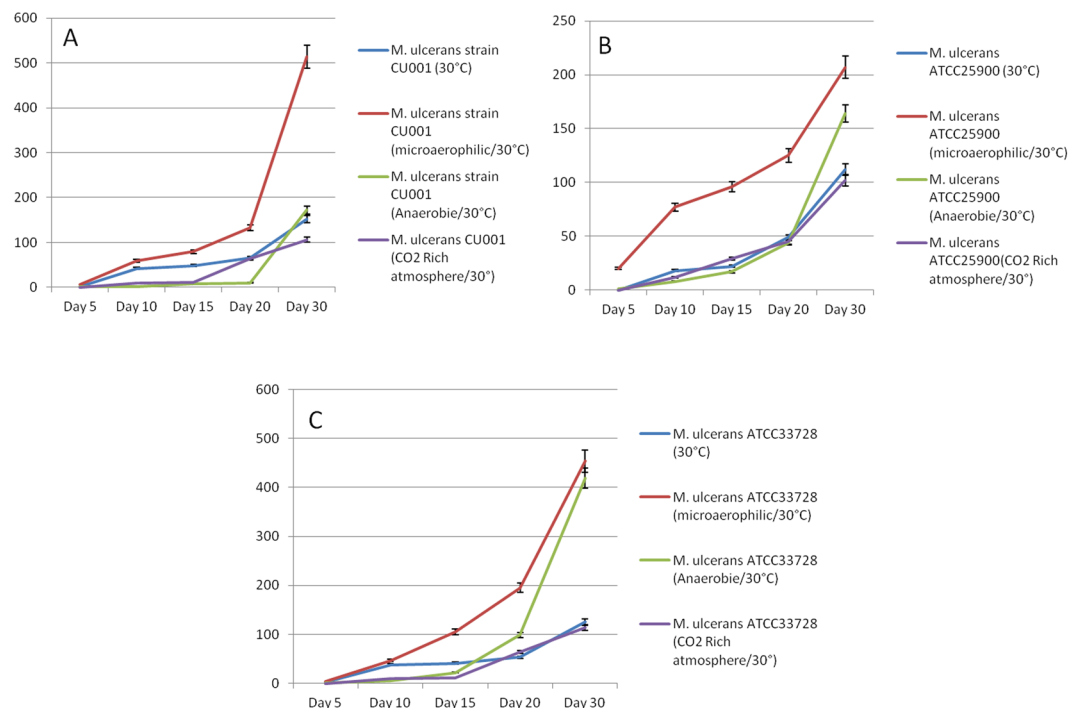 A
600
500
400
300
200
100
0
Day 5 Day 10 Day 15 Day 20 Day 30
M. ulcerans strain
CU001 (30°C)
M. ulcerans strain
CU001
(microaerophilic/30°C)
M. ulcerans strain
CU001
(Anaerobie/30°C)
M. ulcerans CU001
(CO2 Rich
atmosphere/30°)
B
250
200
150
100
50
0
Day 5 Day 10 Day 15 Day 20 Day 30
M. ulcerans
ATCC25900 (30°C)
M. ulcerans
ATCC25900
(microaerophilic/30°C)
M. ulcerans
ATCC25900
(Anaerobie/30°C)
M. ulcerans
ATCC25900(CO2 Rich
atmosphere/30°)
C
600
500
400
300
200
100
0
Day 5 Day 10 Day 15 Day 20 Day 30
M. ulcerans ATCC33728
(30°C)
M. ulcerans ATCC33728
(microaerophilic/30°C)
M. ulcerans ATCC33728
(Anaerobie/30°C)
M. ulcerans ATCC33728
(CO2 Rich
atmosphere/30°)